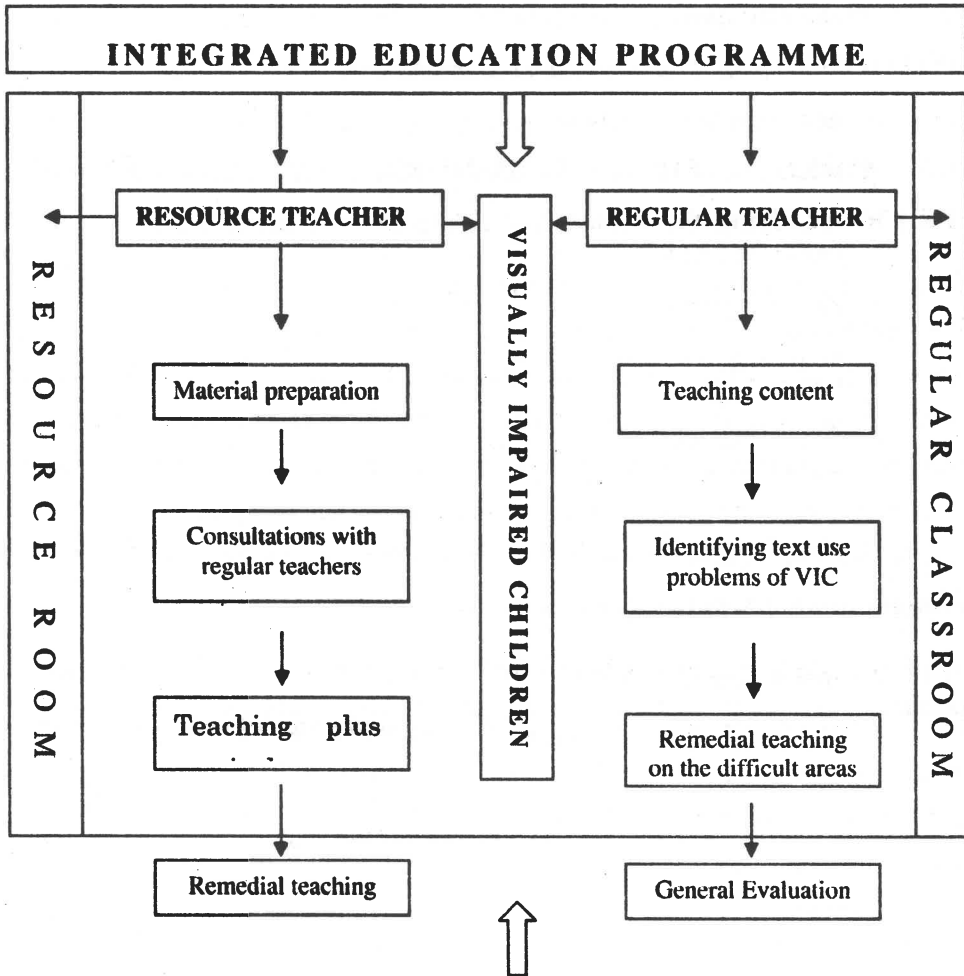 INTEGRATED EDUCATION PROGRAMME
RESOURCE TEACHER
REGULAR TEACHER
RESOURCE ROOM
Material preparation
Consultations with
regular teachers
Teaching plus
Remedial teaching
VISUALLY IMPAIRED CHILDREN
Teaching content
Identifying text use
problems of VIC
Remedial teaching
on the difficult areas
General Evaluation
REGULAR CLASSROOM